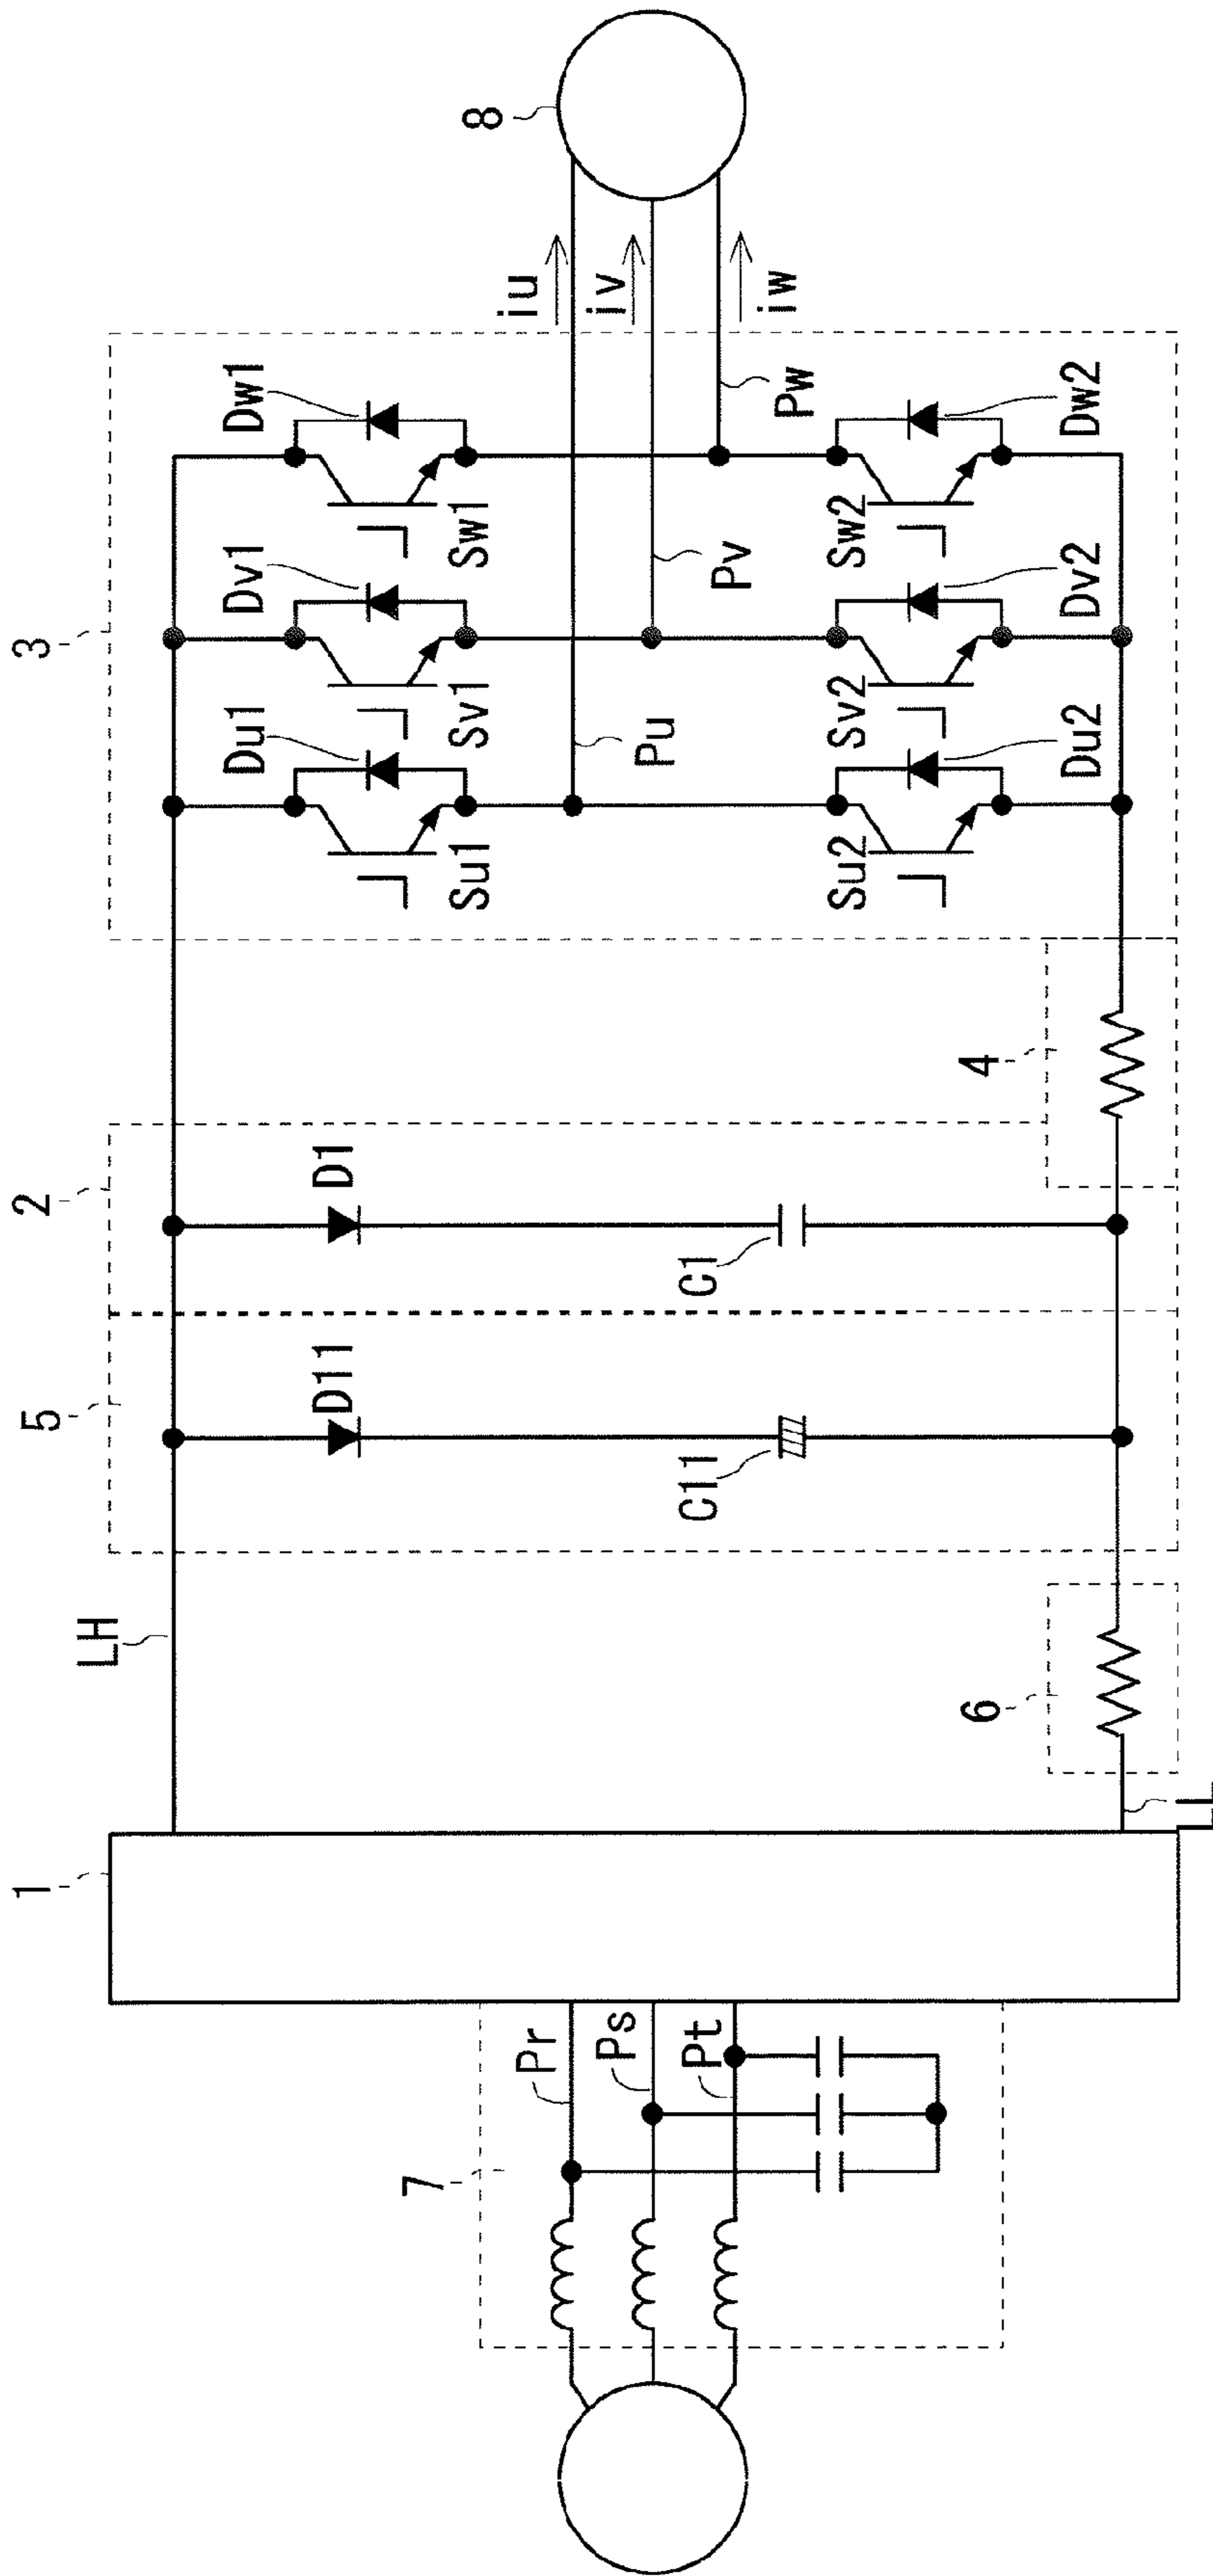 1
LH
5
2
3
D11
D1
Du1
Dv1
Dw1
Su1
Sv1
Sw1
iu
iv
iw
8
7
Pr
Ps
Pt
C11
C1
Pu
Pv
Pw
Su2
Sv2
Sw2
6
4
Du2
Dv2
Dw2
LL